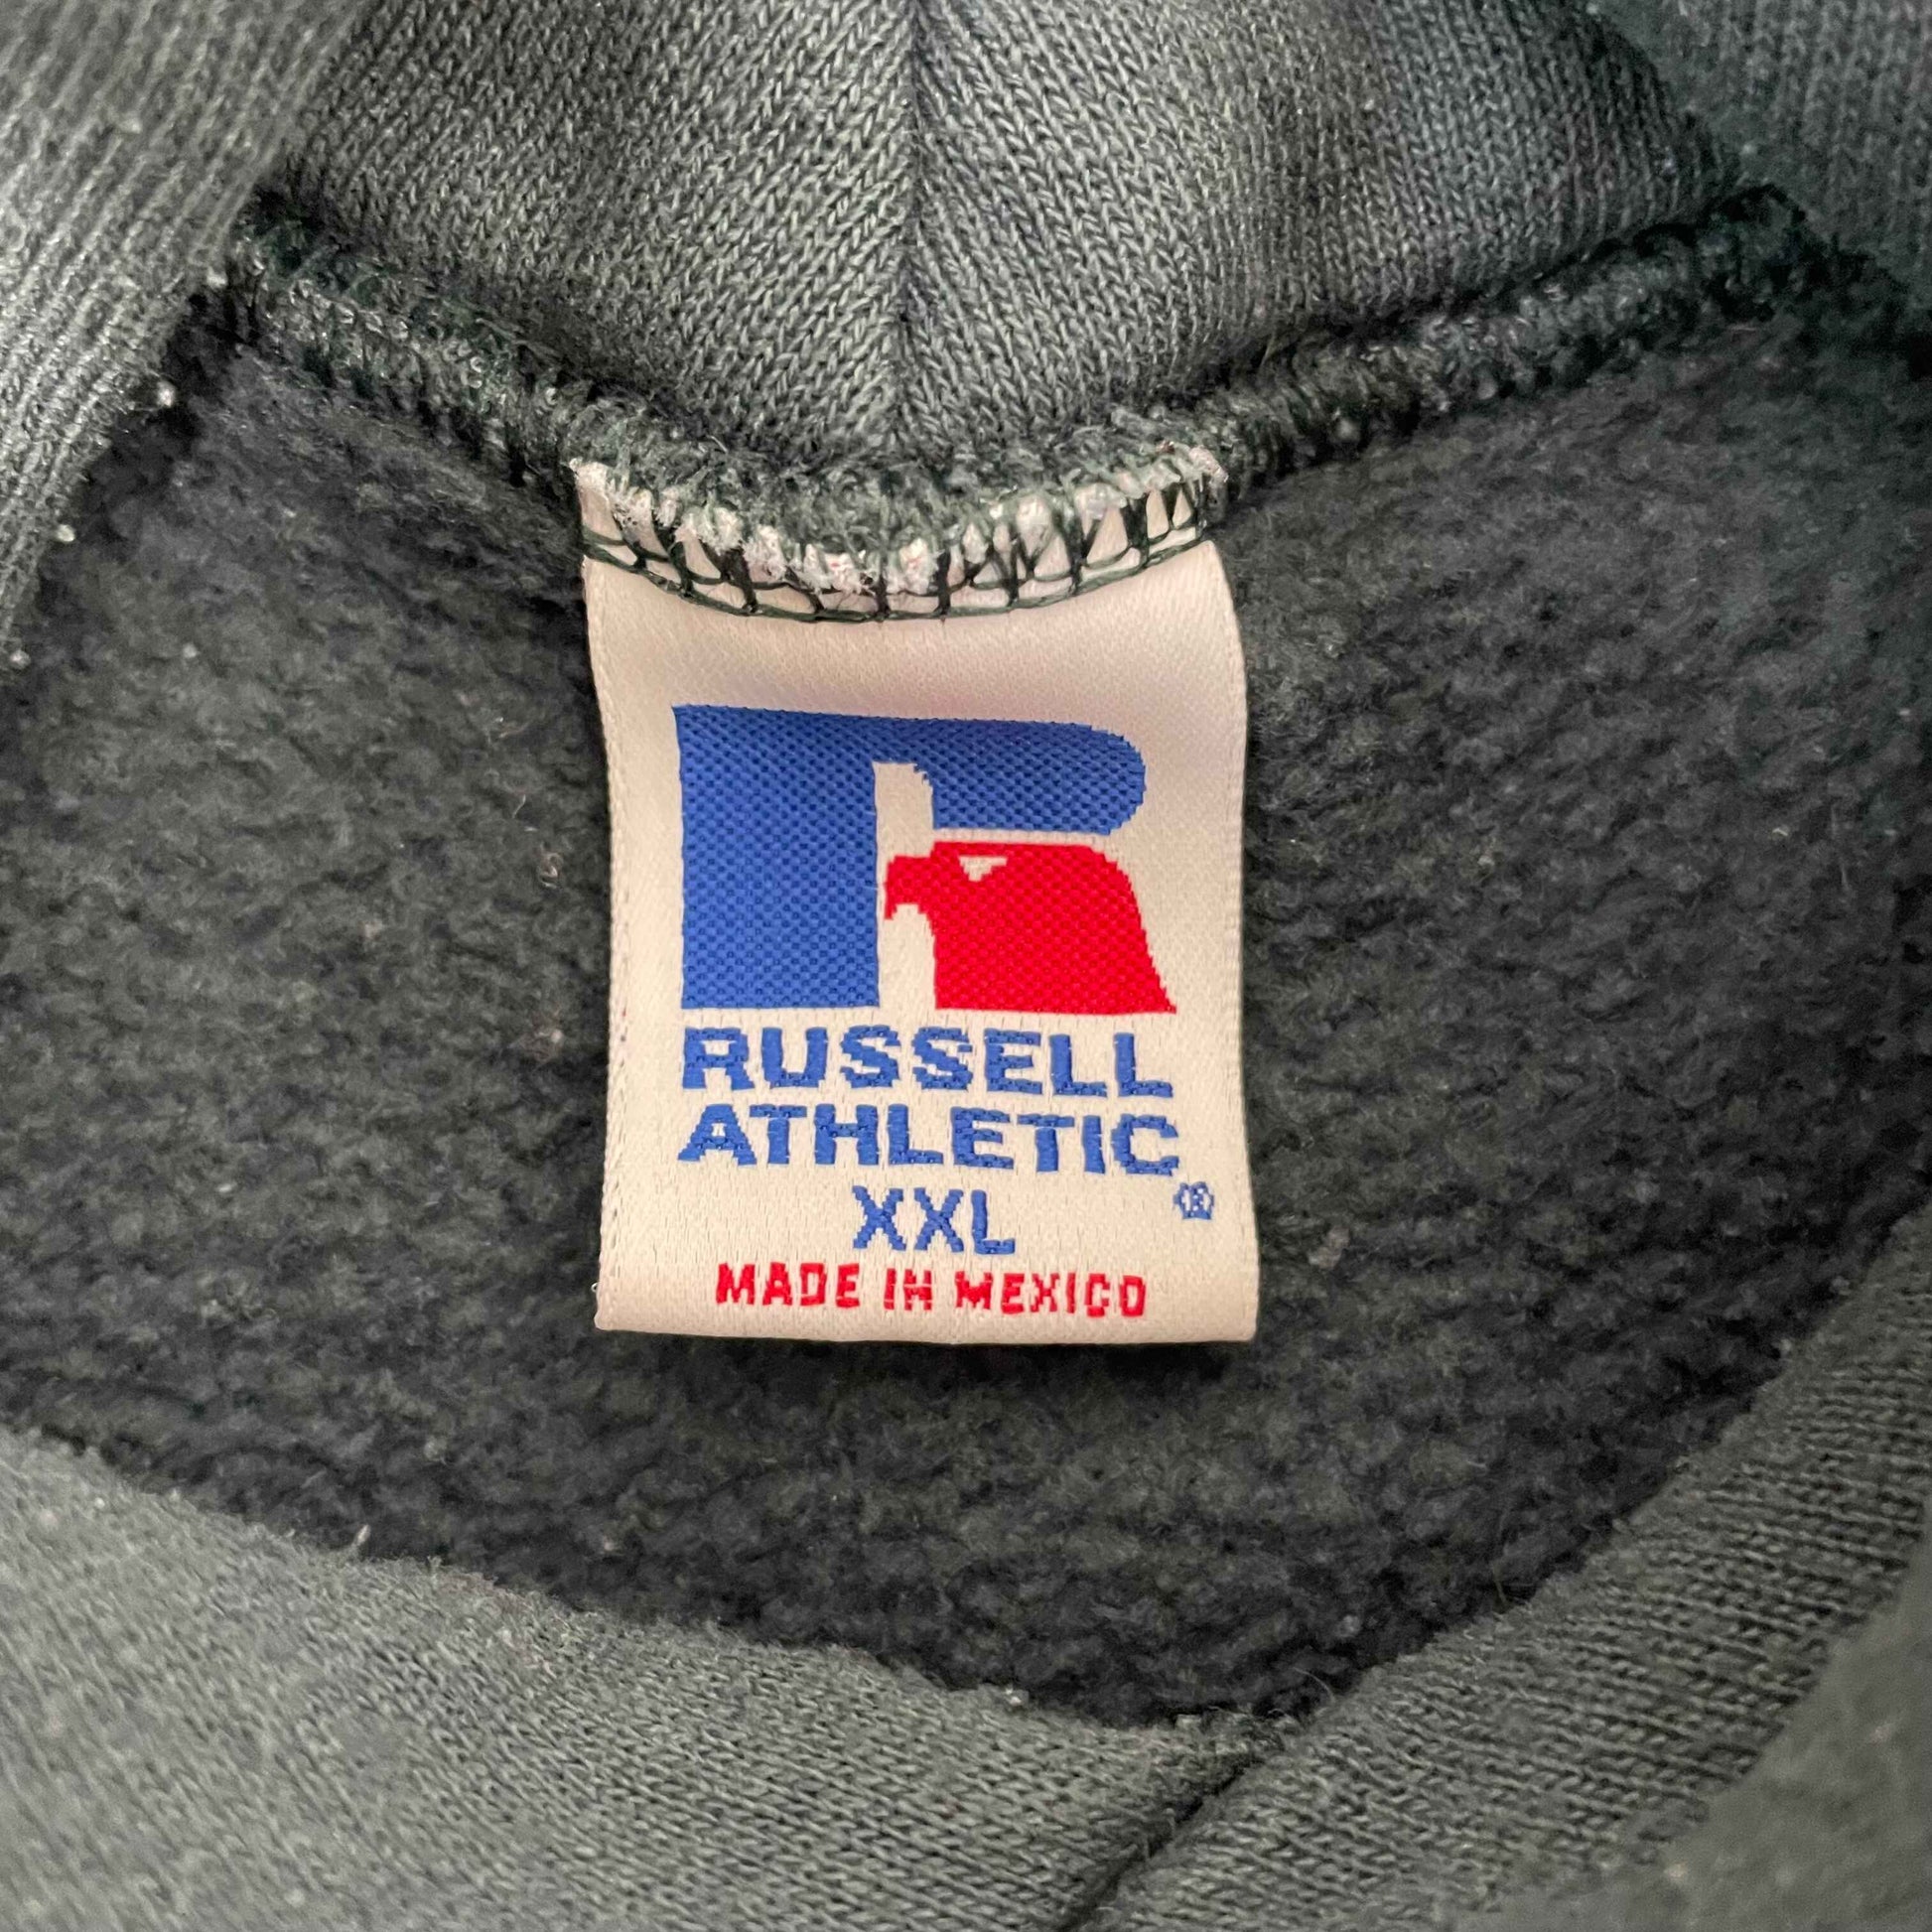 RUSSELL
ATHLETIC
XXL ®
MADE IN MEXICO